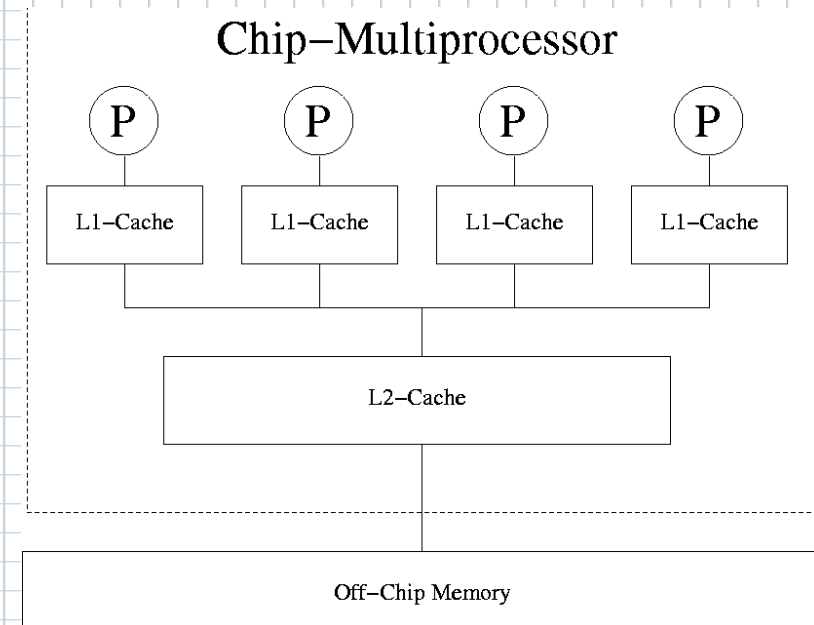 Chip–Multiprocessor
P P P P
L1–Cache L1–Cache L1–Cache L1–Cache
L2–Cache
Off–Chip Memory